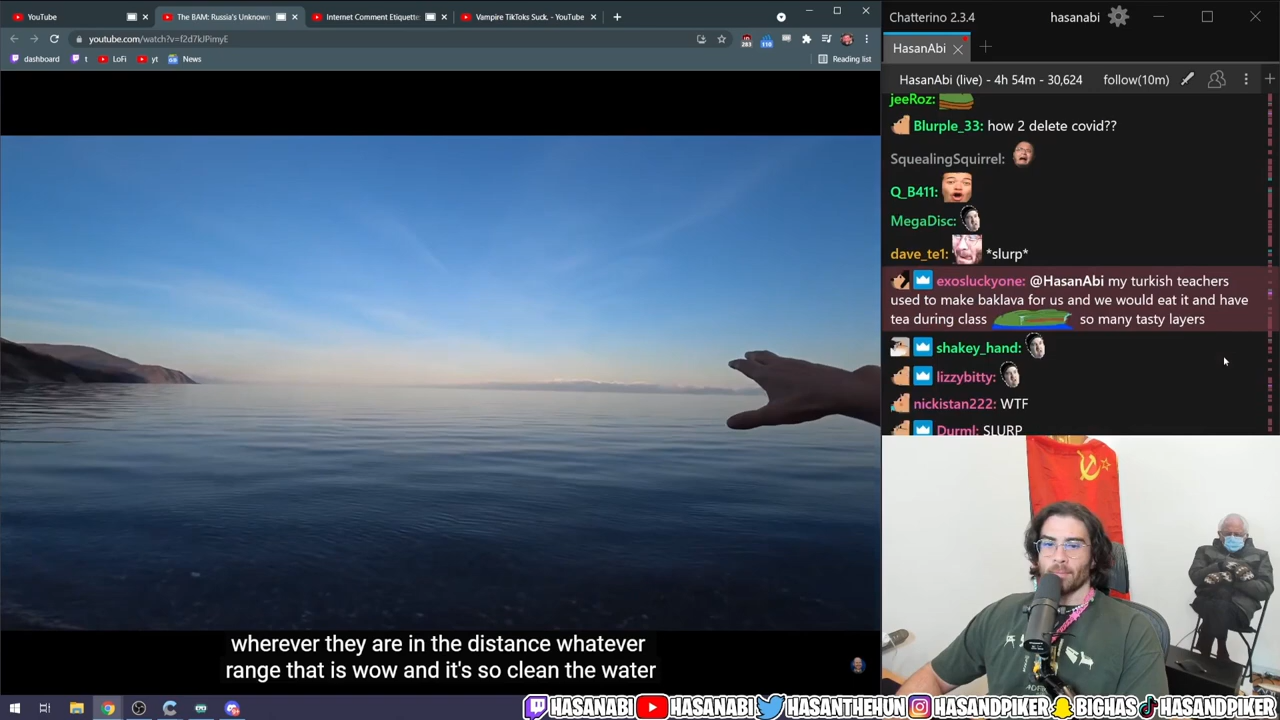 YouTube
The BAM: Russia's Unknown
Internet Comment Etiquette
Vampire TikToks Suck. - YouTube
youtube.com/watch?v=f2d7kJPimyE
283
116
dashboard
t
LoFi
yt
News
Reading list
wherever they are in the distance whatever
range that is wow and it's so clean the water
Chatterino 2.3.4
hasanabi
HasanAbi
HasanAbi (live) - 4h 54m - 30,624
follow(10m)
jeeRoz:
Blurple_33: how 2 delete covid??
SquealingSquirrel:
Q_B411:
MegaDisc:
dave_te1: *slurp*
exosluckyone: @HasanAbi my turkish teachers
used to make baklava for us and we would eat it and have
tea during class so many tasty layers
shakey_hand:
lizzybitty:
nickistan222: WTF
Durml: SLURP
HASANABI
HASANABI
HASANTHEHUN
HASANDPIKER
BIGHAS
HASANDPIKER